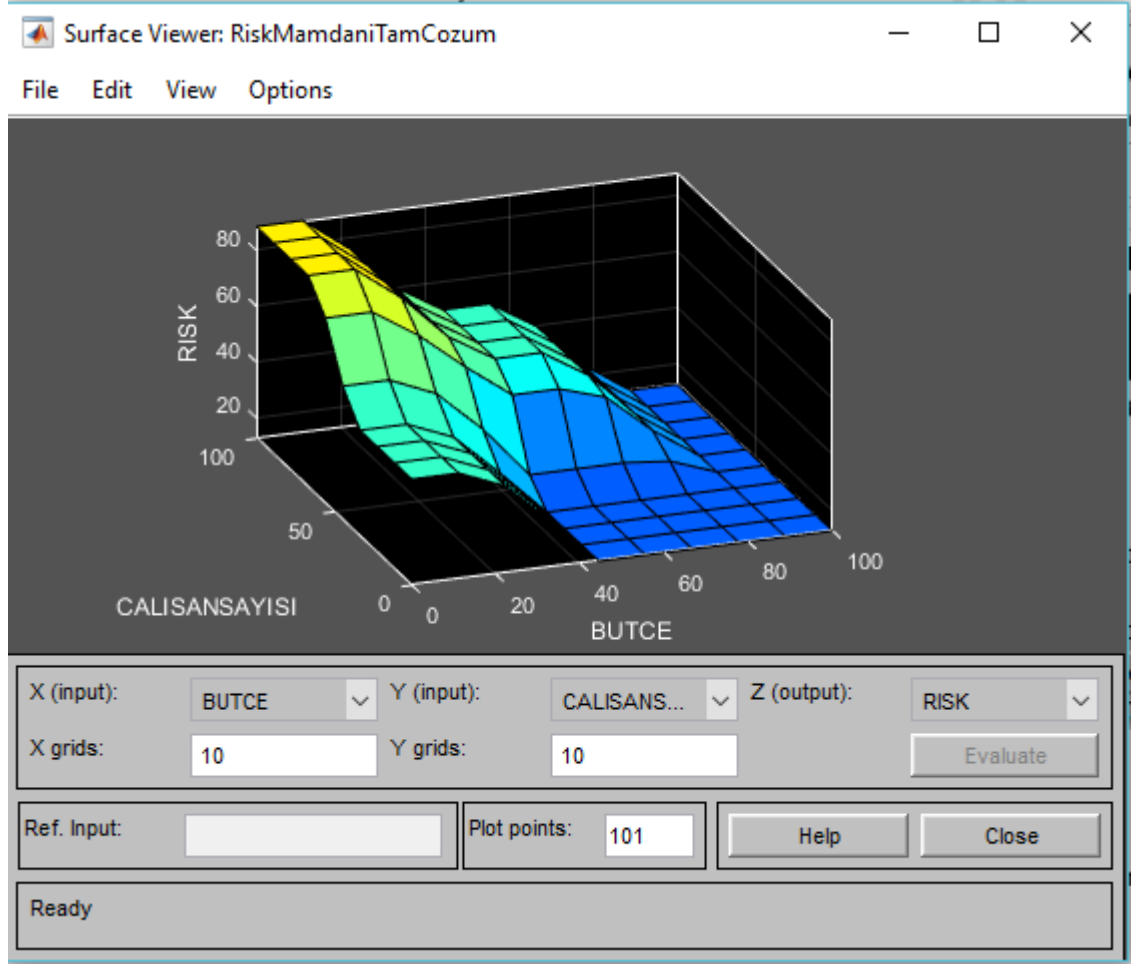 Surface Viewer: RiskMamdaniTamCozum
File Edit View Options
80
60
40
20
RISK
100
50
0
CALISANSAYISI
0
20
40
60
80
100
BUTCE
X (input): BUTCE Y (input): CALISANS... Z (output): RISK
X grids: 10 Y grids: 10 Evaluate
Ref. Input: Plot points: 101 Help Close
Ready